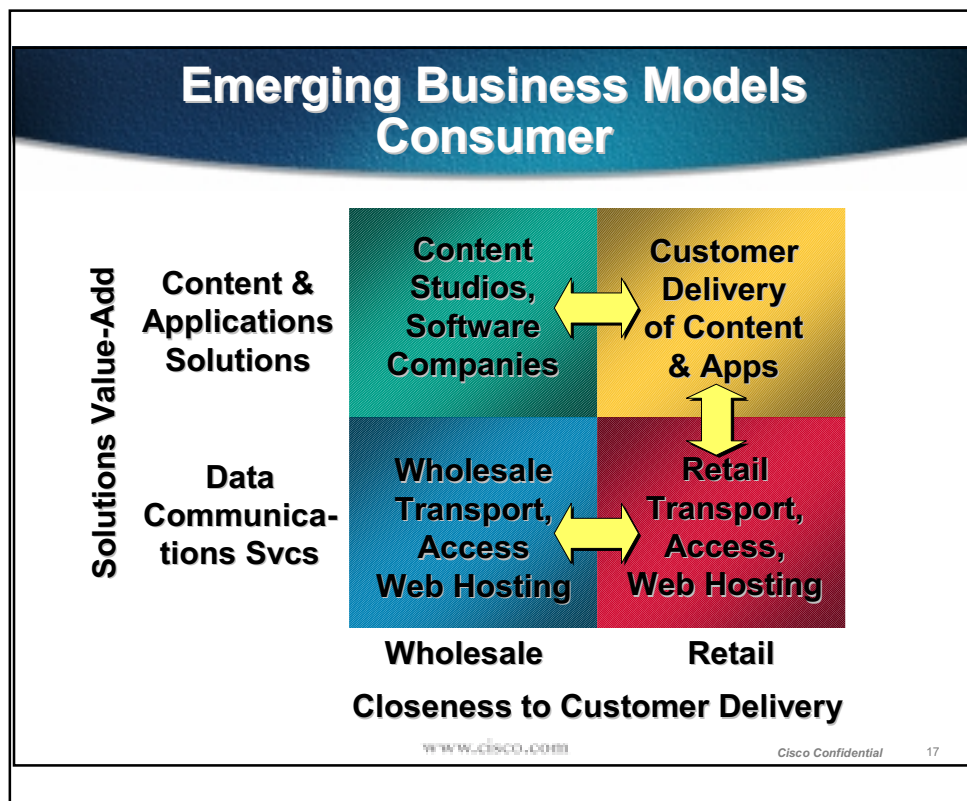 Emerging Business Models
Consumer
Solutions Value-Add
Content &
Applications
Solutions
Content
Studios,
Software
Companies
Customer
Delivery
of Content
& Apps
Data
Communica-
tions Svcs
Wholesale
Transport,
Access
Web Hosting
Retail
Transport,
Access,
Web Hosting
Wholesale
Retail
Closeness to Customer Delivery
www.cisco.com
Cisco Confidential
17